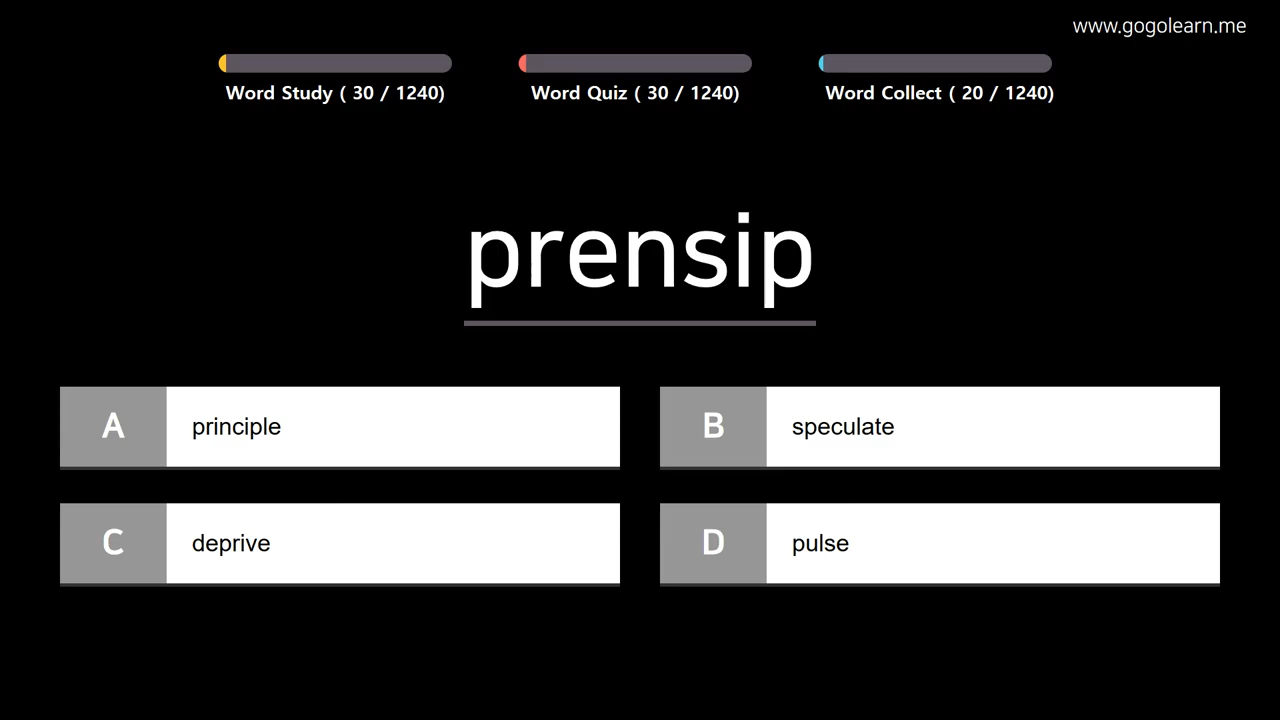 www.gogolearn.me
Word Study ( 30 / 1240)
Word Quiz ( 30 / 1240)
Word Collect ( 20 / 1240)
prensip
A principle
B speculate
C deprive
D pulse